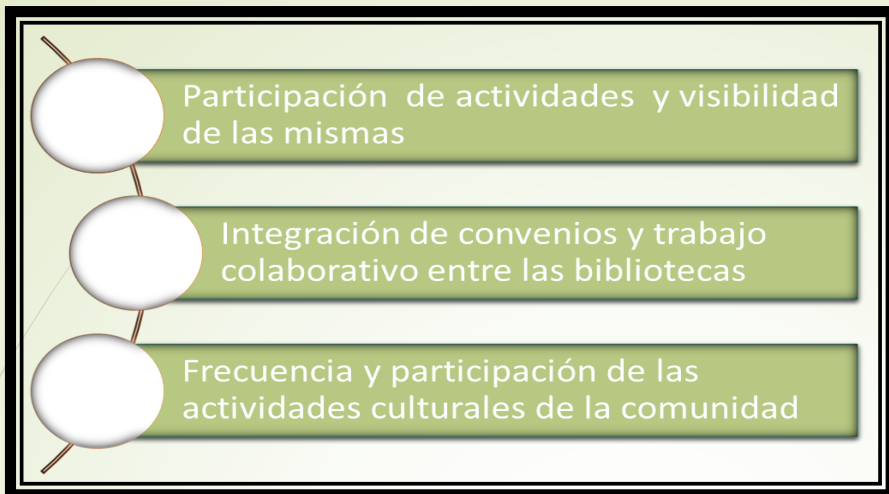 Participación de actividades y visibilidad
de las mismas
Integración de convenios y trabajo
colaborativo entre las bibliotecas
Frecuencia y participación de las
actividades culturales de la comunidad